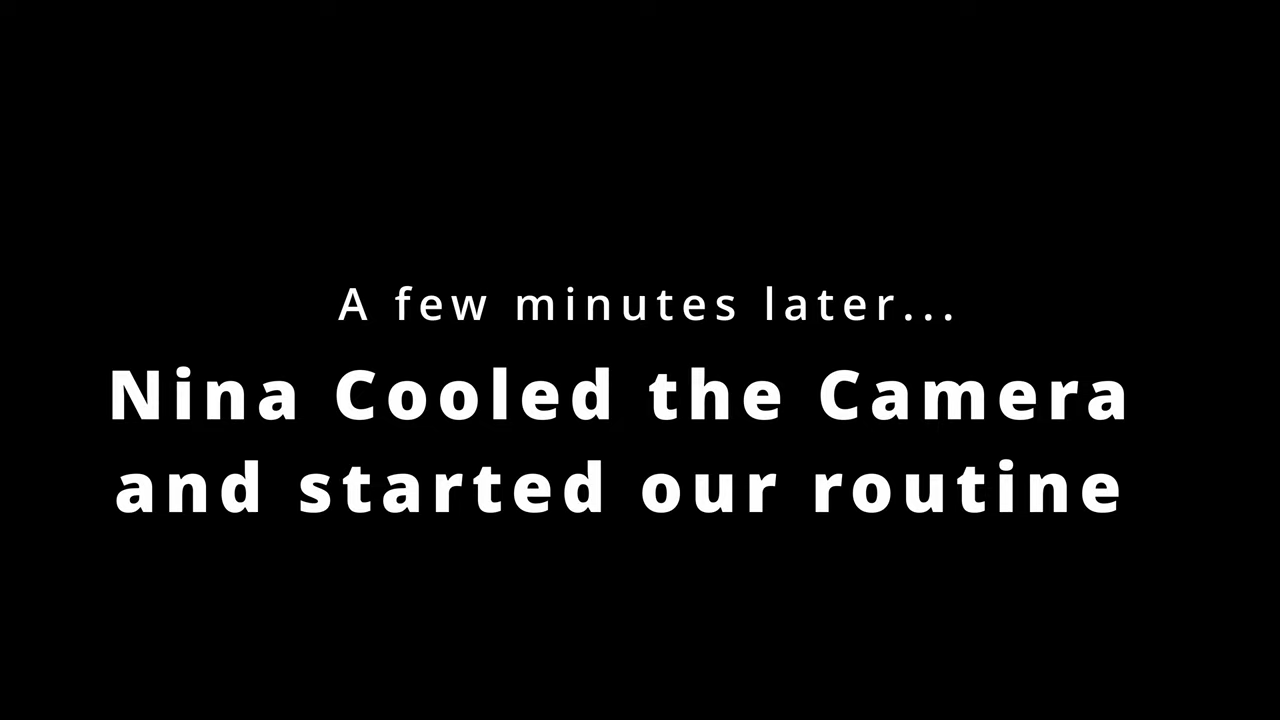 A few minutes later...
Nina Cooled the Camera
and started our routine